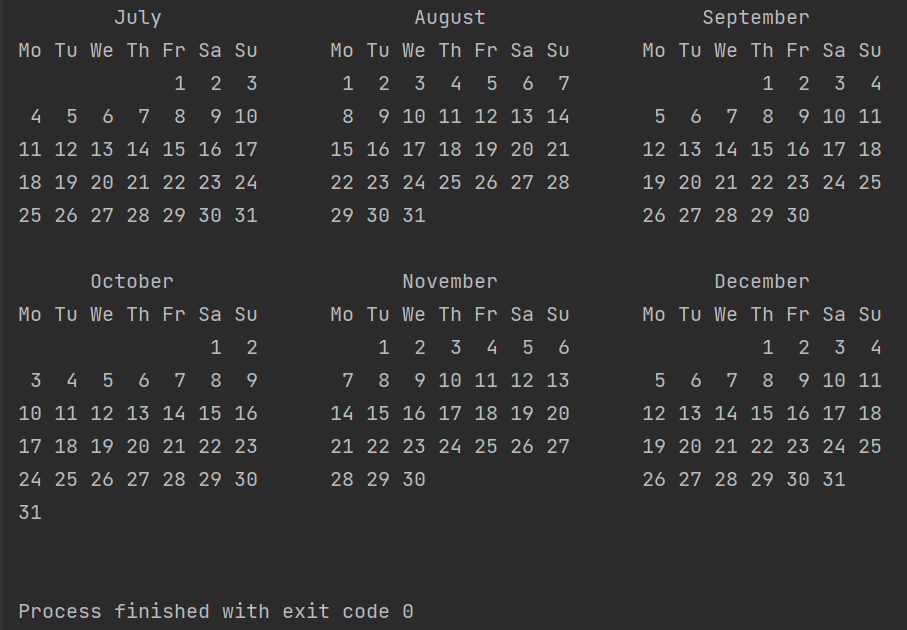 July                     August                  September
Mo Tu We Th Fr Sa Su      Mo Tu We Th Fr Sa Su      Mo Tu We Th Fr Sa Su
             1  2  3       1  2  3  4  5  6  7                1  2  3  4
 4  5  6  7  8  9 10       8  9 10 11 12 13 14       5  6  7  8  9 10 11
11 12 13 14 15 16 17      15 16 17 18 19 20 21      12 13 14 15 16 17 18
18 19 20 21 22 23 24      22 23 24 25 26 27 28      19 20 21 22 23 24 25
25 26 27 28 29 30 31      29 30 31                  26 27 28 29 30
      October                   November                  December
Mo Tu We Th Fr Sa Su      Mo Tu We Th Fr Sa Su      Mo Tu We Th Fr Sa Su
                1  2          1  2  3  4  5  6                1  2  3  4
 3  4  5  6  7  8  9       7  8  9 10 11 12 13       5  6  7  8  9 10 11
10 11 12 13 14 15 16      14 15 16 17 18 19 20      12 13 14 15 16 17 18
17 18 19 20 21 22 23      21 22 23 24 25 26 27      19 20 21 22 23 24 25
24 25 26 27 28 29 30      28 29 30                  26 27 28 29 30 31
31
Process finished with exit code 0